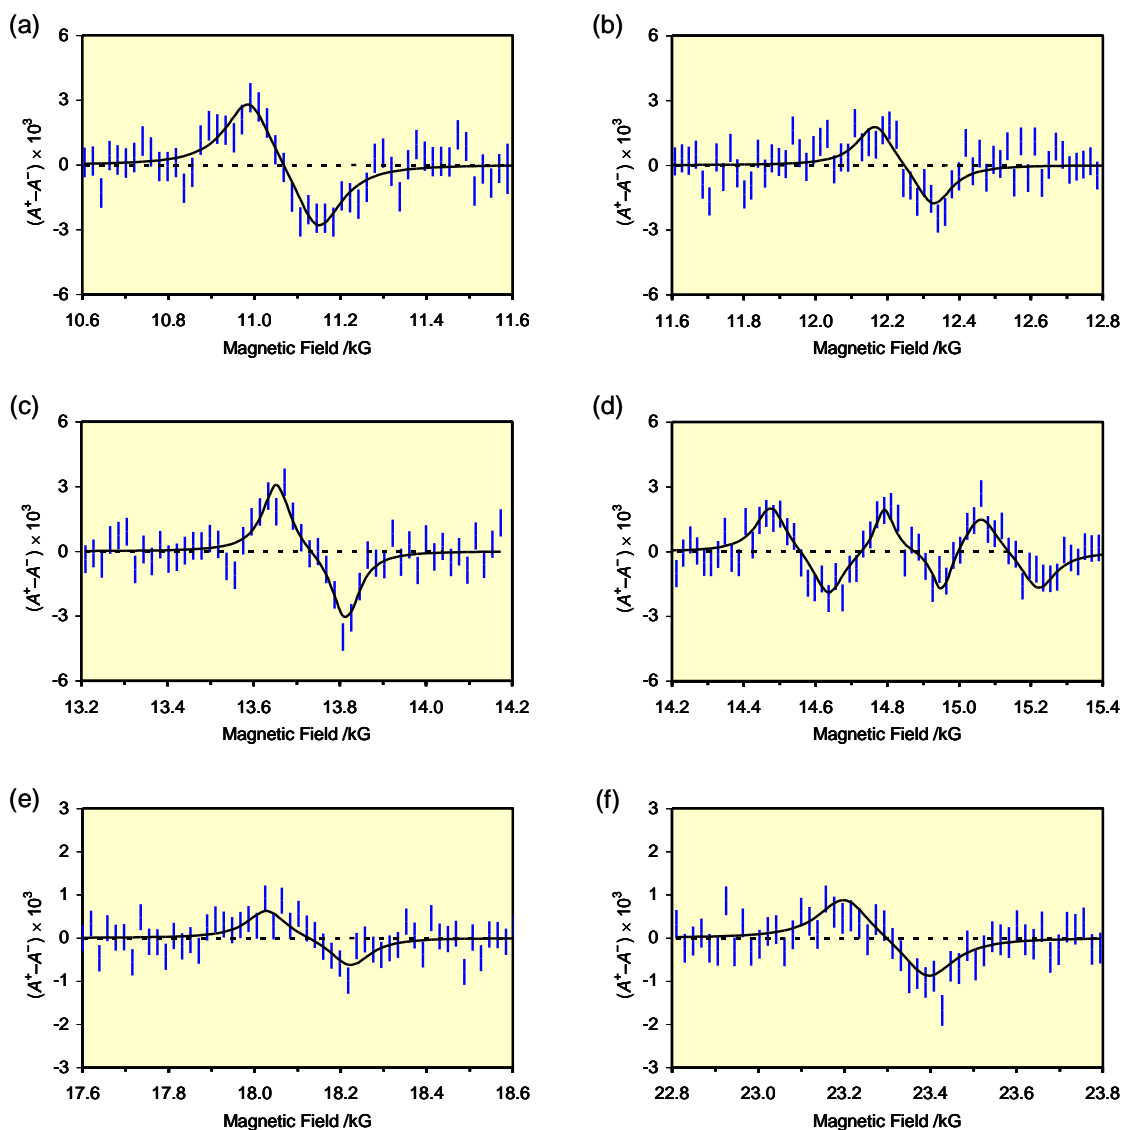 (a)
6
3
0
-3
-6
(A⁺–A⁻) × 10³
10.6 10.8 11.0 11.2 11.4 11.6
Magnetic Field /kG
(b)
6
3
0
-3
-6
(A⁺–A⁻) × 10³
11.6 11.8 12.0 12.2 12.4 12.6 12.8
Magnetic Field /kG
(c)
6
3
0
-3
-6
(A⁺–A⁻) × 10³
13.2 13.4 13.6 13.8 14.0 14.2
Magnetic Field /kG
(d)
6
3
0
-3
-6
(A⁺–A⁻) × 10³
14.2 14.4 14.6 14.8 15.0 15.2 15.4
Magnetic Field /kG
(e)
3
2
1
0
-1
-2
-3
(A⁺–A⁻) × 10³
17.6 17.8 18.0 18.2 18.4 18.6
Magnetic Field /kG
(f)
3
2
1
0
-1
-2
-3
(A⁺–A⁻) × 10³
22.8 23.0 23.2 23.4 23.6 23.8
Magnetic Field /kG